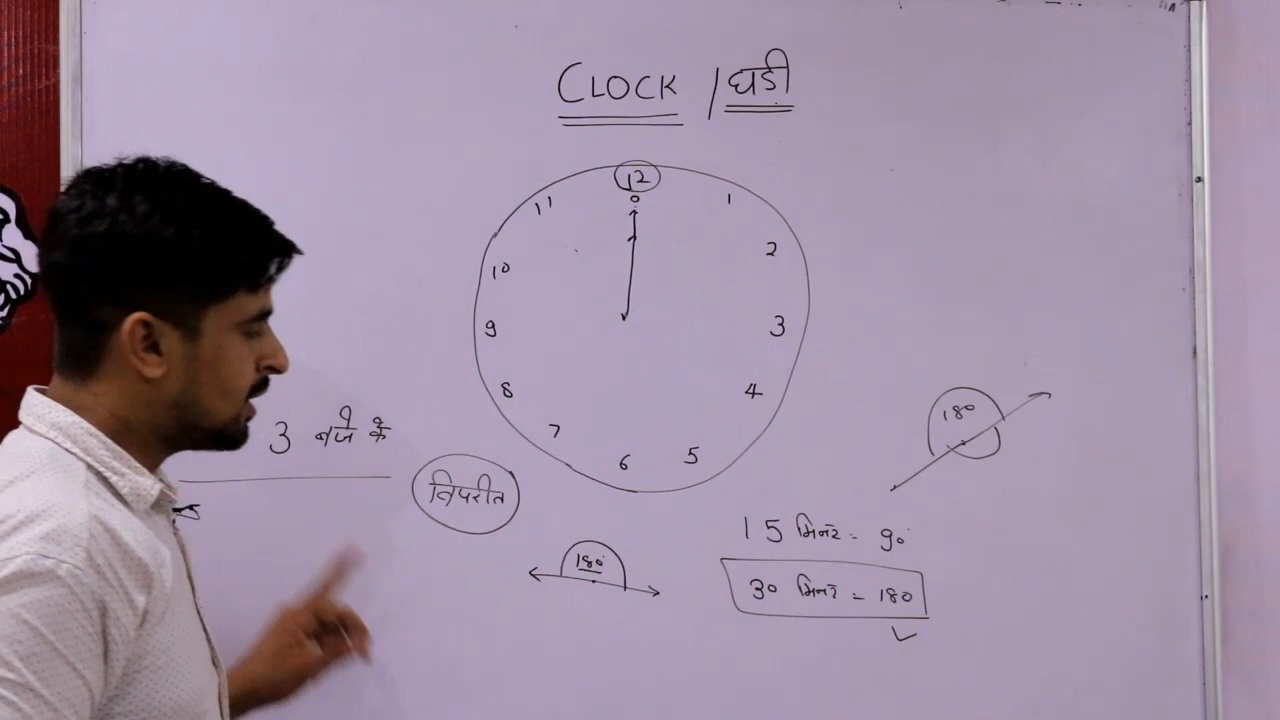 CLOCK / घडी
12
11 1
10 2
9 3
8 4
7 5
6
3 बजे के
विपरीत
180
180°
15 मिनट = 90°
30 मिनट = 180